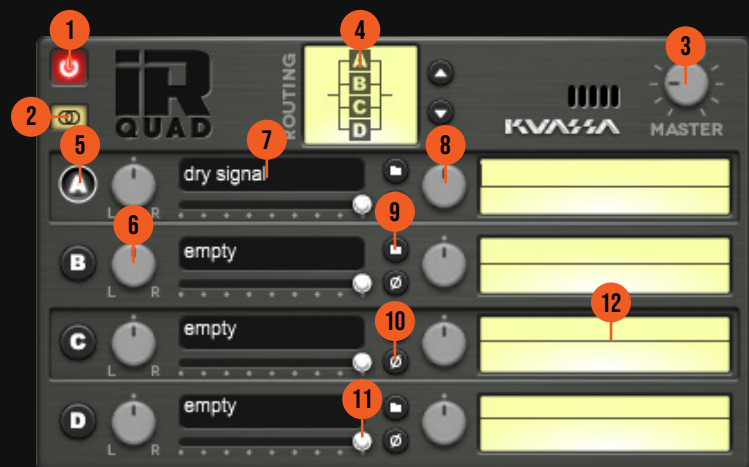 1
2
3
4
5
6
7
8
9
10
11
12
iR
QUAD
ROUTING
A
B
C
D
KVASSA
MASTER
A
L R
dry signal
B
L R
empty
Ø
C
L R
empty
Ø
D
L R
empty
Ø